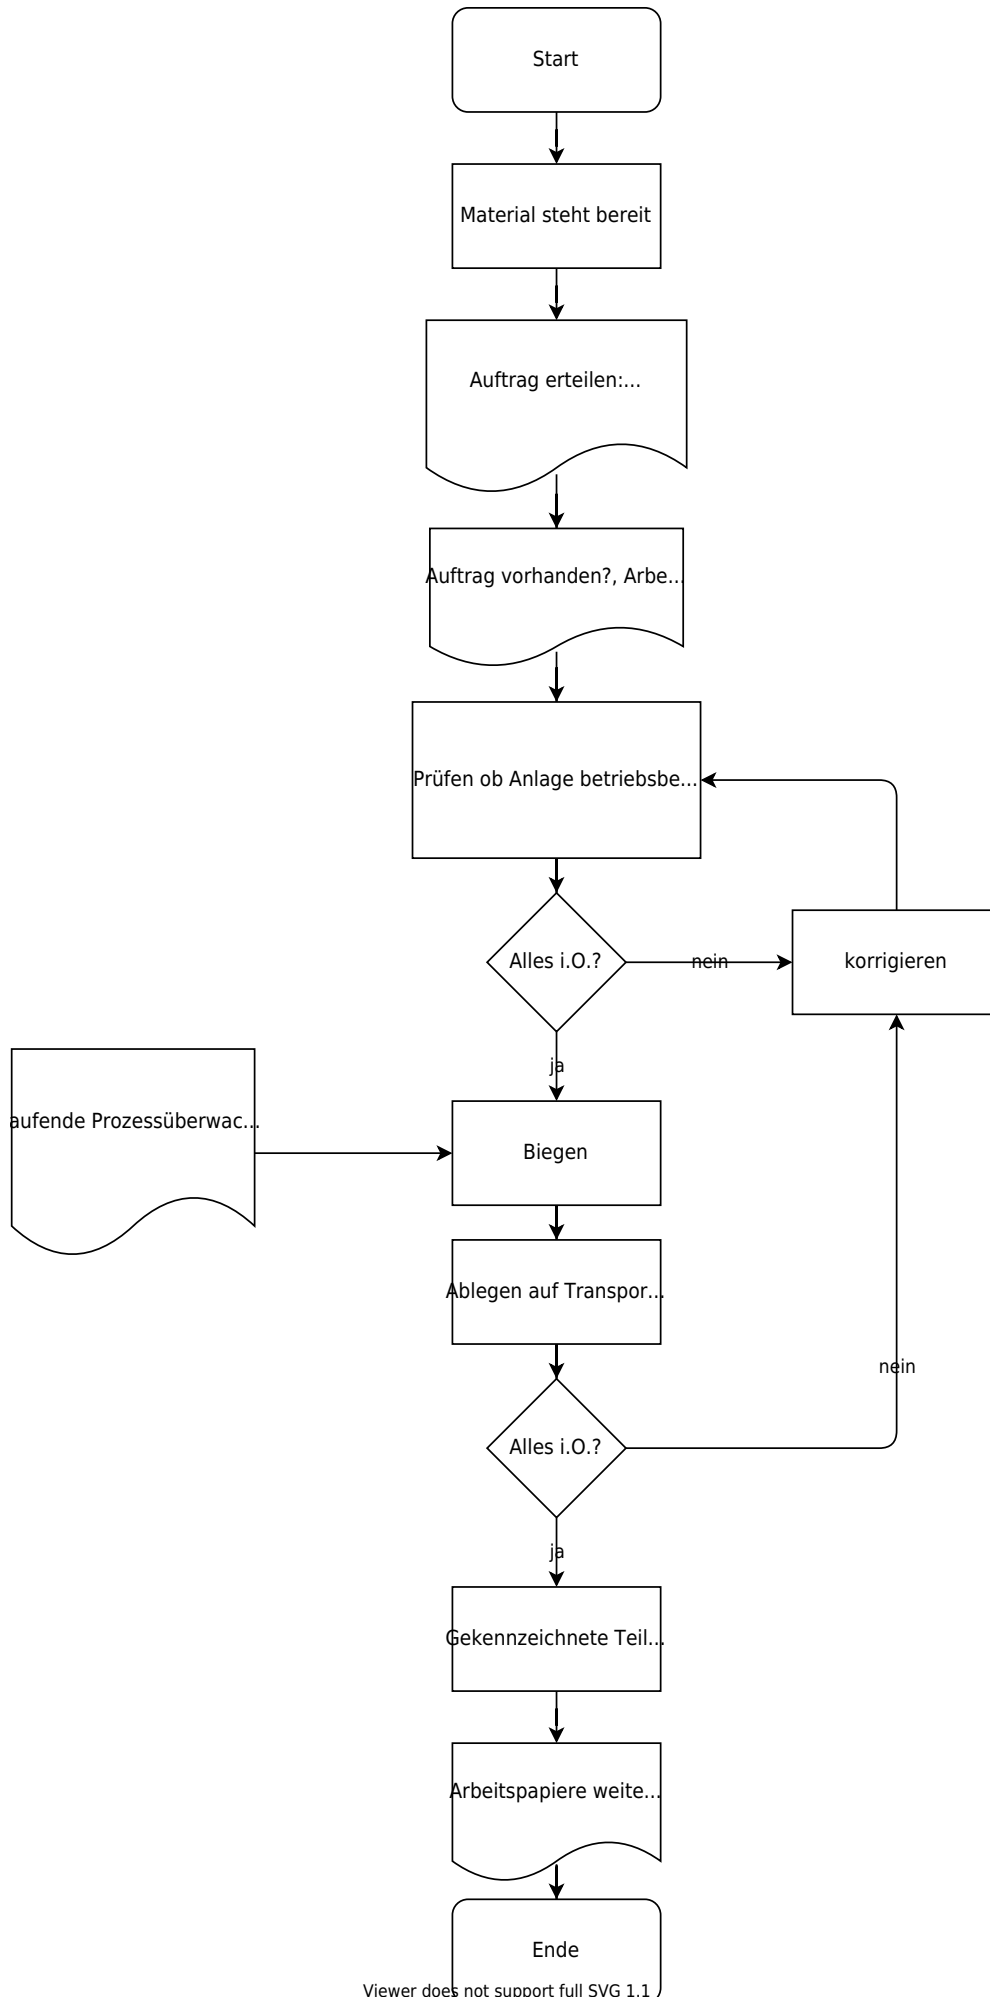 Start
Material steht bereit
Auftrag erteilen:...
Auftrag vorhanden?, Arbe...
Prüfen ob Anlage betriebsbe...
Alles i.O.?
nein
korrigieren
ja
aufende Prozessüberwac...
Biegen
Ablegen auf Transpor...
nein
Alles i.O.?
ja
Gekennzeichnete Teil...
Arbeitspapiere weite...
Ende
Viewer does not support full SVG 1.1